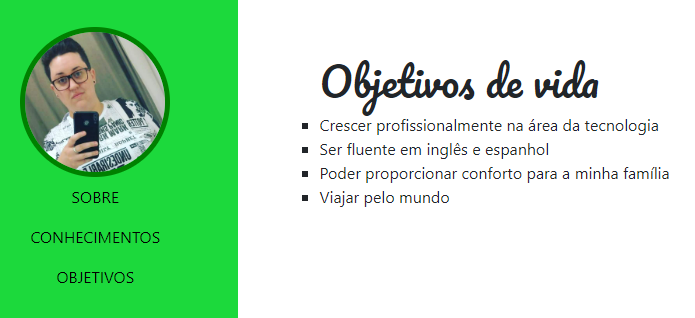 SOBRE
CONHECIMENTOS
OBJETIVOS
Objetivos de vida
Crescer profissionalmente na área da tecnologia
Ser fluente em inglês e espanhol
Poder proporcionar conforto para a minha família
Viajar pelo mundo